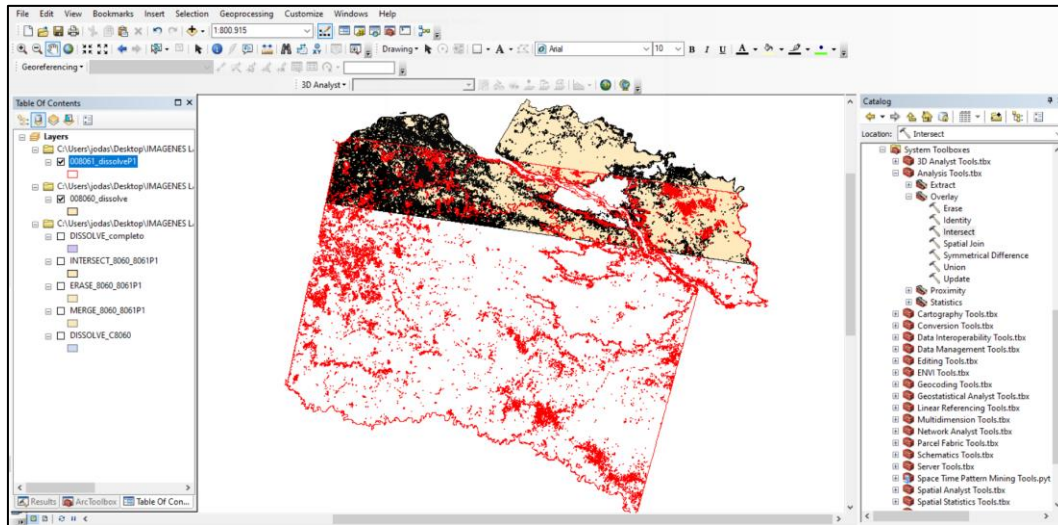 File Edit View Bookmarks Insert Selection Geoprocessing Customize Windows Help
1:800.915
Drawing Arial 10 B I U A
Georeferencing
3D Analyst
Table Of Contents
Layers
C:\Users\jodas\Desktop\IMAGENES L
008061_dissolveP1
C:\Users\jodas\Desktop\IMAGENES L
008060_dissolve
C:\Users\jodas\Desktop\IMAGENES L
DISSOLVE_completo
INTERSECT_8060_8061P1
ERASE_8060_8061P1
MERGE_8060_8061P1
DISSOLVE_C8060
Results ArcToolbox Table Of Con...
Catalog
Location: Intersect
System Toolboxes
3D Analyst Tools.tbx
Analysis Tools.tbx
Extract
Overlay
Erase
Identity
Intersect
Spatial Join
Symmetrical Difference
Union
Update
Proximity
Statistics
Cartography Tools.tbx
Conversion Tools.tbx
Data Interoperability Tools.tbx
Data Management Tools.tbx
Editing Tools.tbx
ENVI Tools.tbx
Geocoding Tools.tbx
Geostatistical Analyst Tools.tbx
Linear Referencing Tools.tbx
Multidimension Tools.tbx
Network Analyst Tools.tbx
Parcel Fabric Tools.tbx
Schematics Tools.tbx
Server Tools.tbx
Space Time Pattern Mining Tools.pyt
Spatial Analyst Tools.tbx
Spatial Statistics Tools.tbx